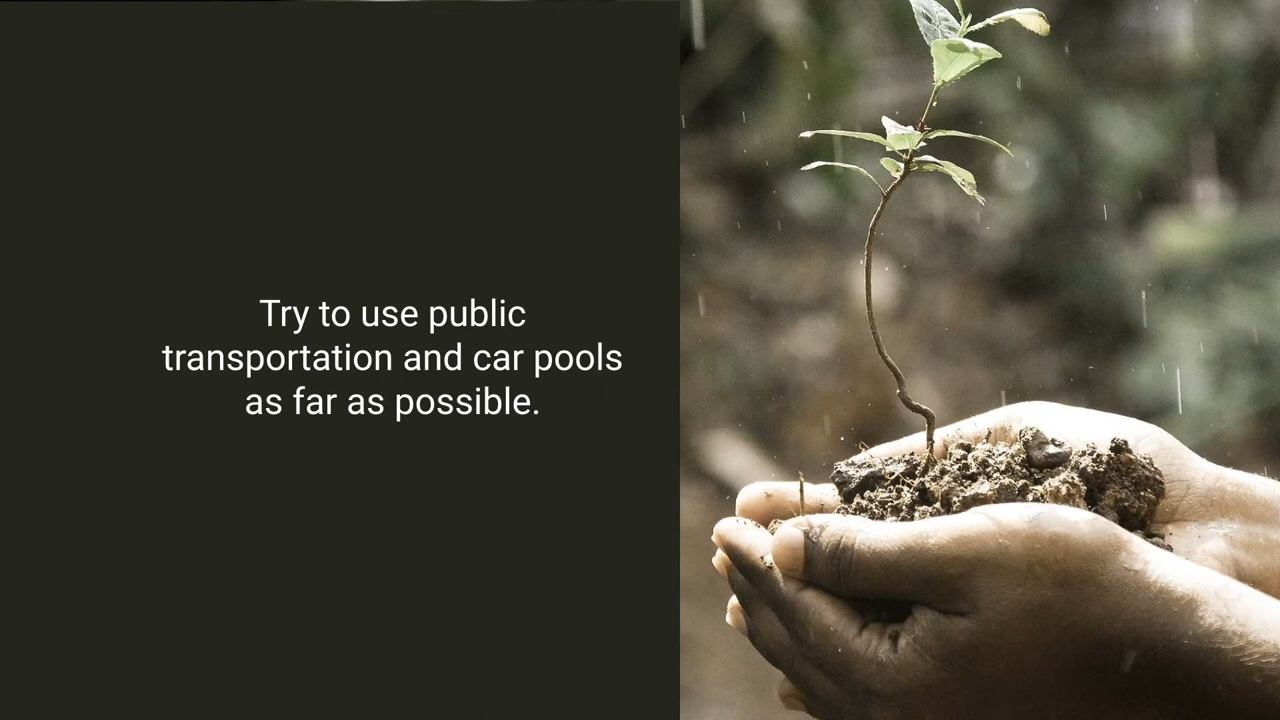 Try to use public
transportation and car pools
as far as possible.